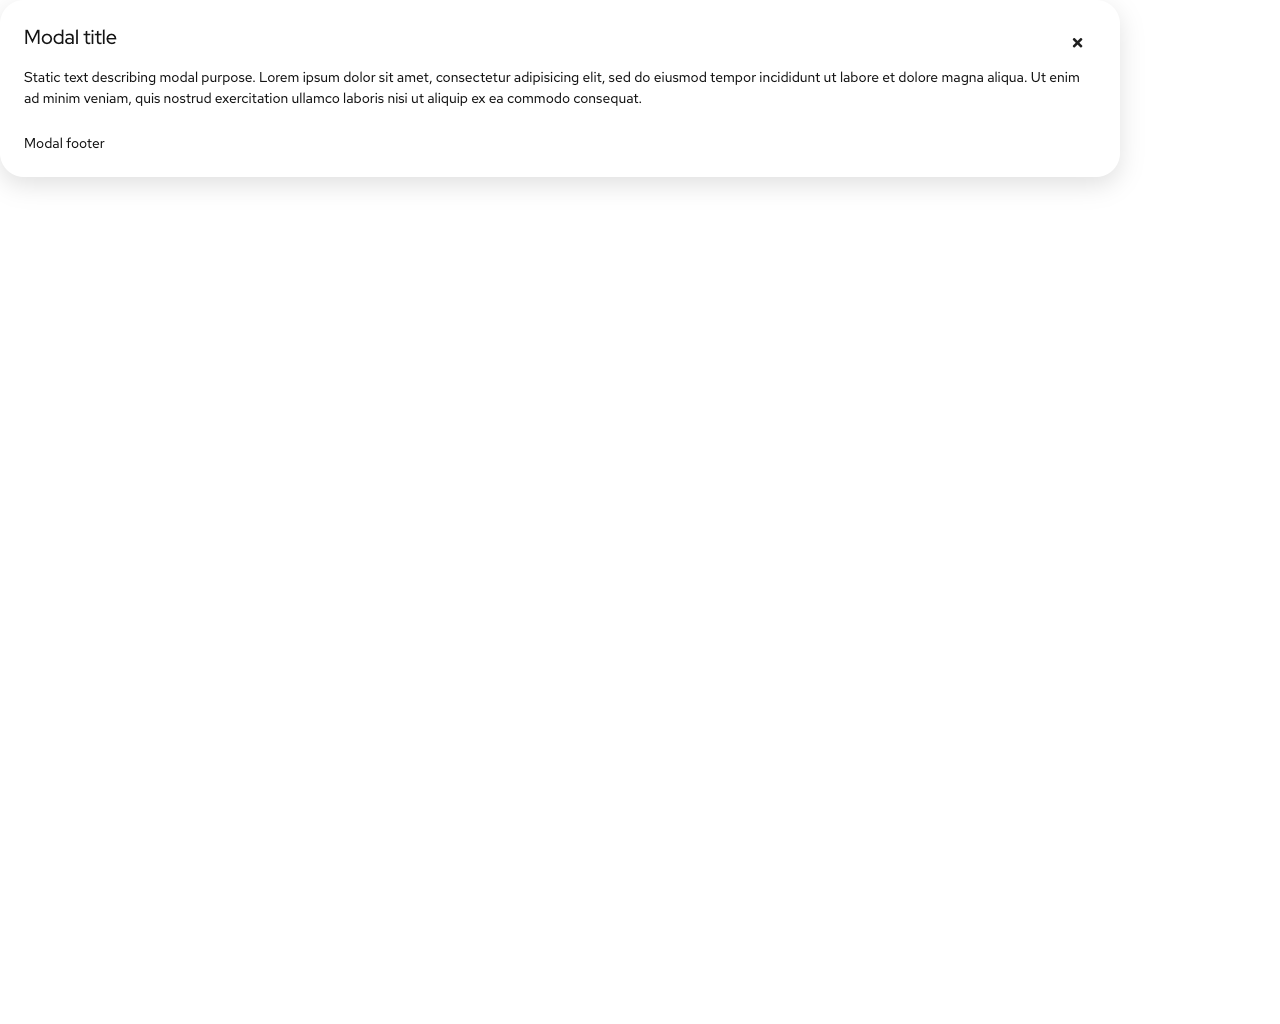 Modal title
Static text describing modal purpose. Lorem ipsum dolor sit amet, consectetur adipisicing elit, sed do eiusmod tempor incididunt ut labore et dolore magna aliqua. Ut enim
ad minim veniam, quis nostrud exercitation ullamco laboris nisi ut aliquip ex ea commodo consequat.
Modal footer